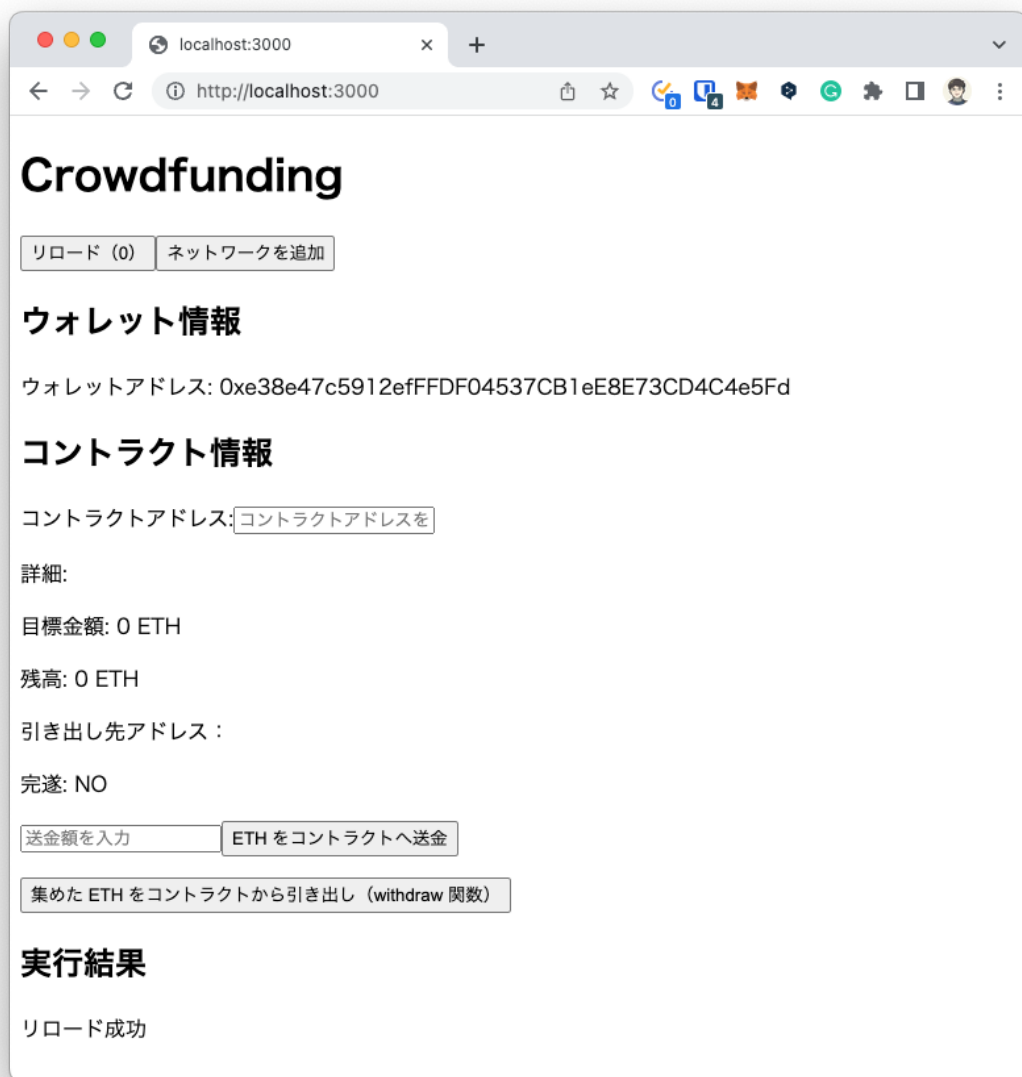 localhost:3000
http://localhost:3000
0
4
Crowdfunding
リロード（0） ネットワークを追加
ウォレット情報
ウォレットアドレス: 0xe38e47c5912efFFDF04537CB1eE8E73CD4C4e5Fd
コントラクト情報
コントラクトアドレス: コントラクトアドレスを
詳細:
目標金額: 0 ETH
残高: 0 ETH
引き出し先アドレス：
完遂: NO
送金額を入力 ETH をコントラクトへ送金
集めた ETH をコントラクトから引き出し（withdraw 関数）
実行結果
リロード成功